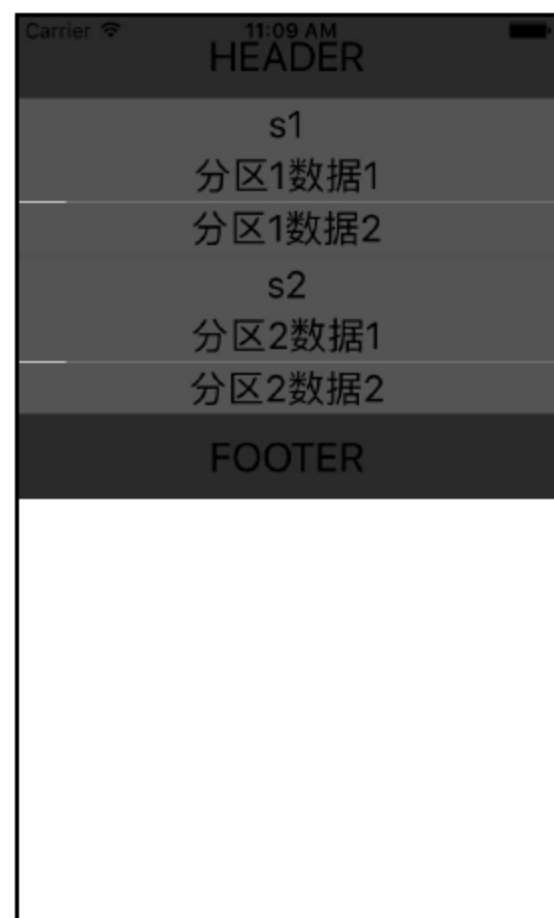 Carrier 11:09 AM
HEADER
s1
分区1数据1
分区1数据2
s2
分区2数据1
分区2数据2
FOOTER